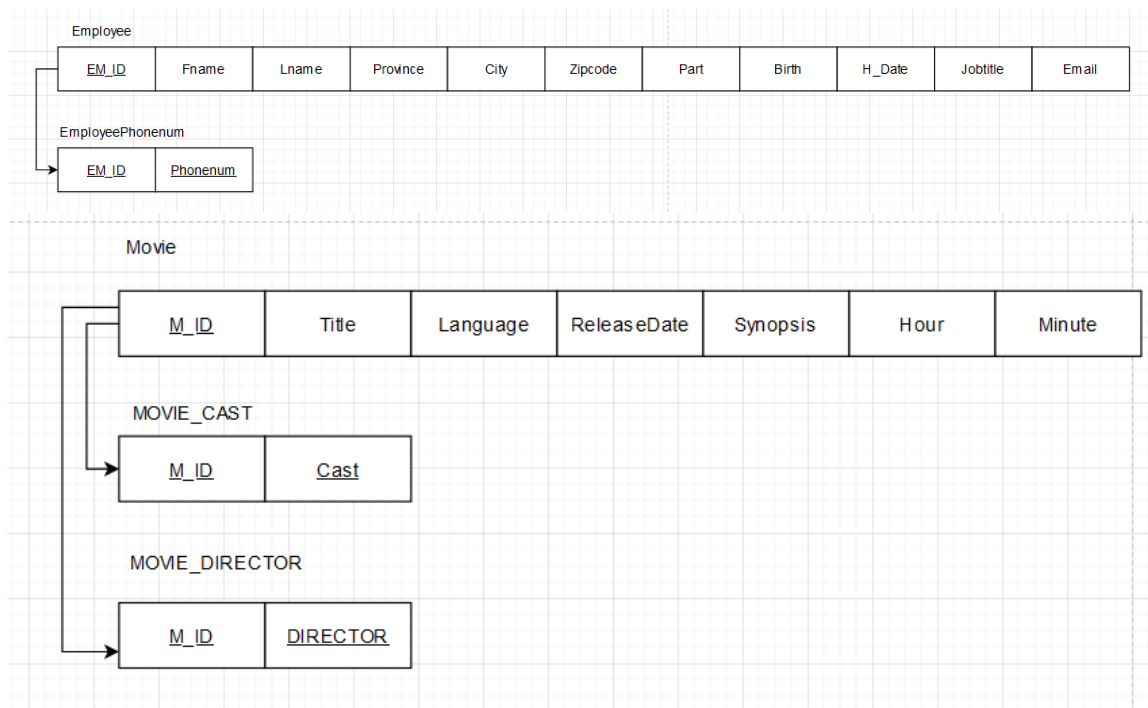 Employee
EM_ID Fname Lname Province City Zipcode Part Birth H_Date Jobtitle Email
EmployeePhonenum
EM_ID Phonenum
Movie
M_ID Title Language ReleaseDate Synopsis Hour Minute
MOVIE_CAST
M_ID Cast
MOVIE_DIRECTOR
M_ID DIRECTOR